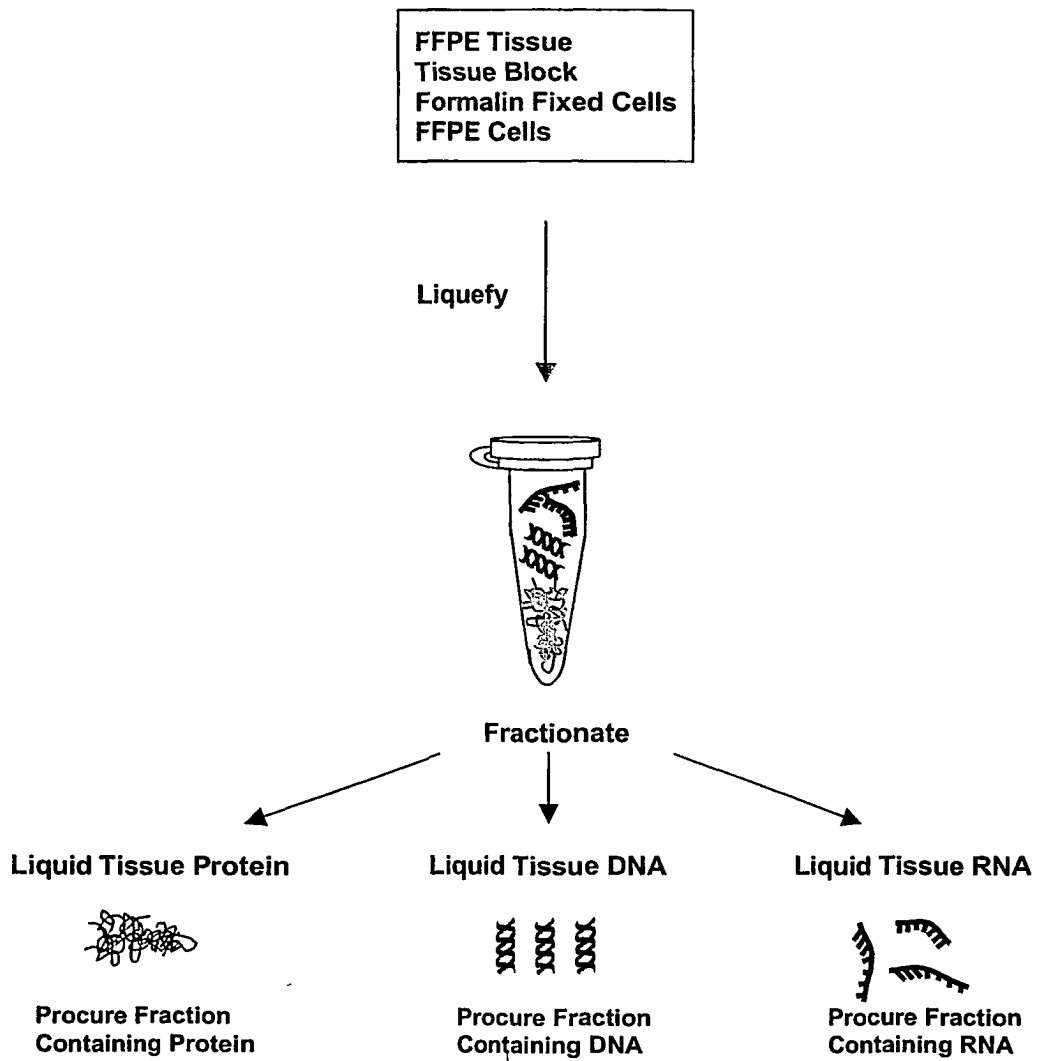 FFPE Tissue
Tissue Block
Formalin Fixed Cells
FFPE Cells
Liquefy
Fractionate
Liquid Tissue Protein
Liquid Tissue DNA
Liquid Tissue RNA
Procure Fraction
Containing Protein
Procure Fraction
Containing DNA
Procure Fraction
Containing RNA